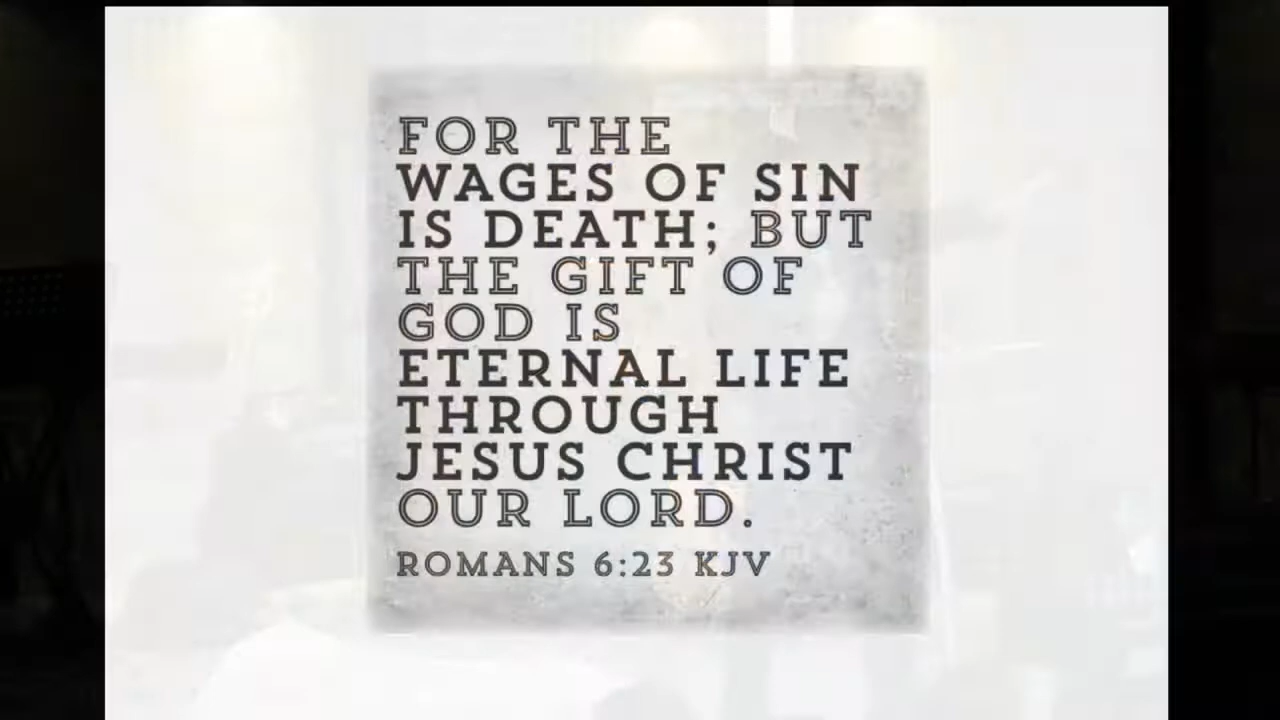 FOR THE
WAGES OF SIN
IS DEATH; BUT
THE GIFT OF
GOD IS
ETERNAL LIFE
THROUGH
JESUS CHRIST
OUR LORD.
ROMANS 6:23 KJV